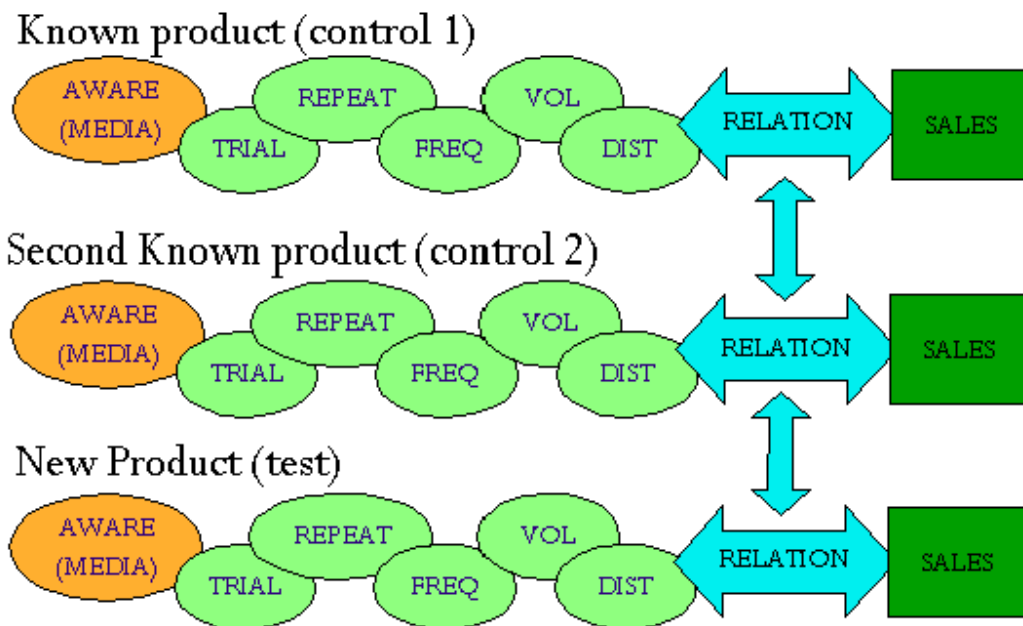 Known product (control 1)
AWARE
(MEDIA)
TRIAL
REPEAT
FREQ
VOL
DIST
RELATION
SALES
Second Known product (control 2)
AWARE
(MEDIA)
TRIAL
REPEAT
FREQ
VOL
DIST
RELATION
SALES
New Product (test)
AWARE
(MEDIA)
TRIAL
REPEAT
FREQ
VOL
DIST
RELATION
SALES